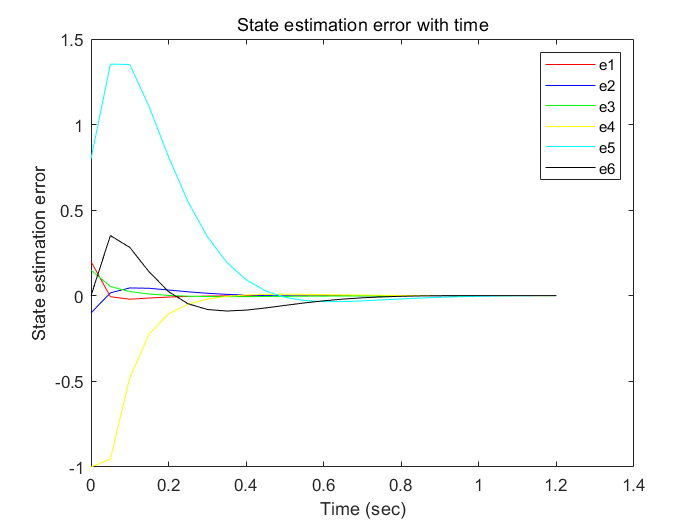 State estimation error with time
1.5
1
0.5
0
-0.5
-1
State estimation error
e1
e2
e3
e4
e5
e6
0 0.2 0.4 0.6 0.8 1 1.2 1.4
Time (sec)